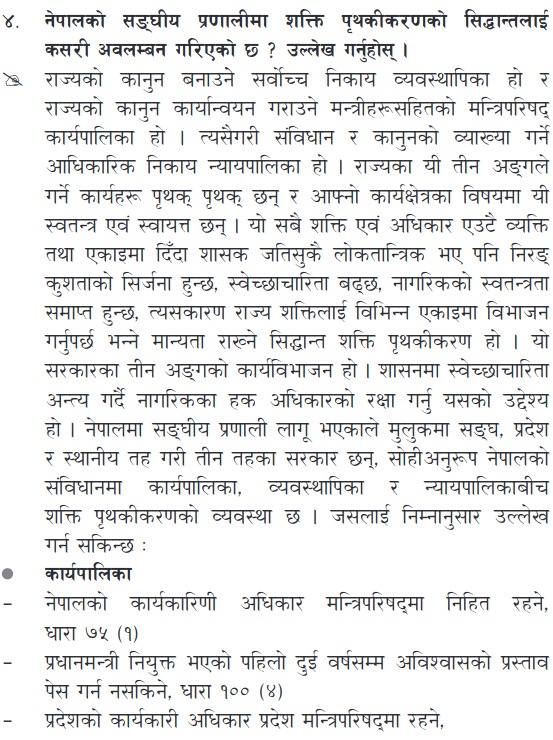 ४. नेपालको सङ्घीय प्रणालीमा शक्ति पृथकीकरणको सिद्धान्तलाई
कसरी अवलम्बन गरिएको छ ? उल्लेख गर्नुहोस् ।
राज्यको कानुन बनाउने सर्वोच्च निकाय व्यवस्थापिका हो र
राज्यको कानुन कार्यान्वयन गराउने मन्त्रीहरूसहितको मन्त्रिपरिषद्
कार्यपालिका हो । त्यसैगरी संविधान र कानुनको व्याख्या गर्ने
आधिकारिक निकाय न्यायपालिका हो । राज्यका यी तीन अङ्गले
गर्ने कार्यहरू पृथक् पृथक् छन् र आफ्नो कार्यक्षेत्रका विषयमा यी
स्वतन्त्र एवं स्वायत्त छन् । यो सबै शक्ति एवं अधिकार एउटै व्यक्ति
तथा एकाइमा दिँदा शासक जतिसुकै लोकतान्त्रिक भए पनि निरङ्
कुशताको सिर्जना हुन्छ, स्वेच्छाचारिता बढ्छ, नागरिकको स्वतन्त्रता
समाप्त हुन्छ, त्यसकारण राज्य शक्तिलाई विभिन्न एकाइमा विभाजन
गर्नुपर्छ भन्ने मान्यता राख्ने सिद्धान्त शक्ति पृथकीकरण हो । यो
सरकारका तीन अङ्गको कार्यविभाजन हो । शासनमा स्वेच्छाचारिता
अन्त्य गर्दै नागरिकका हक अधिकारको रक्षा गर्नु यसको उद्देश्य
हो । नेपालमा सङ्घीय प्रणाली लागू भएकाले मुलुकमा सङ्घ, प्रदेश
र स्थानीय तह गरी तीन तहका सरकार छन्, सोहीअनुरूप नेपालको
संविधानमा कार्यपालिका, व्यवस्थापिका र न्यायपालिकाबीच
शक्ति पृथकीकरणको व्यवस्था छ । जसलाई निम्नानुसार उल्लेख
गर्न सकिन्छ :
● कार्यपालिका
– नेपालको कार्यकारिणी अधिकार मन्त्रिपरिषद्‌मा निहित रहने,
धारा ७५ (१)
– प्रधानमन्त्री नियुक्त भएको पहिलो दुई वर्षसम्म अविश्वासको प्रस्ताव
पेस गर्न नसकिने, धारा १०० (४)
– प्रदेशको कार्यकारी अधिकार प्रदेश मन्त्रिपरिषद्‌मा रहने,